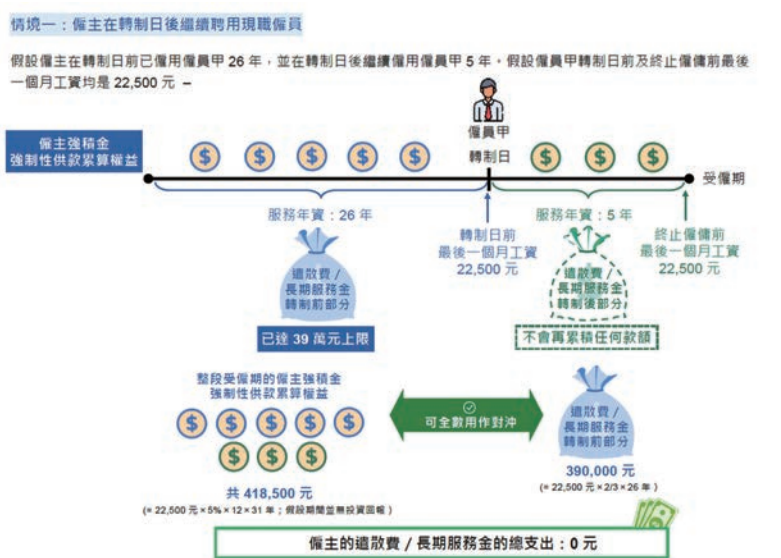 情境一：僱主在轉制日後繼續聘用現職僱員
假設僱主在轉制日前已僱用僱員甲 26 年，並在轉制日後繼續僱用僱員甲 5 年。假設僱員甲轉制日前及終止僱傭前最後
一個月工資均是 22,500 元 –
僱員甲
僱主強積金
強制性供款累算權益
$ $ $ $ $
轉制日
$ $ $
受僱期
服務年資：26 年
服務年資：5 年
轉制日前
最後一個月工資
22,500 元
終止僱傭前
最後一個月工資
22,500 元
遣散費 /
長期服務金
轉制前部分
遣散費 /
長期服務金
轉制後部分
已達 39 萬元上限
不會再累積任何款額
整段受僱期的僱主強積金
強制性供款累算權益
$ $ $ $ $
$ $ $
可全數用作對沖
遣散費 /
長期服務金
轉制前部分
共 418,500 元
(= 22,500 元×5%×12×31 年；假設期間並無投資回報)
390,000 元
(= 22,500 元×2/3×26 年)
僱主的遣散費 / 長期服務金的總支出：0 元